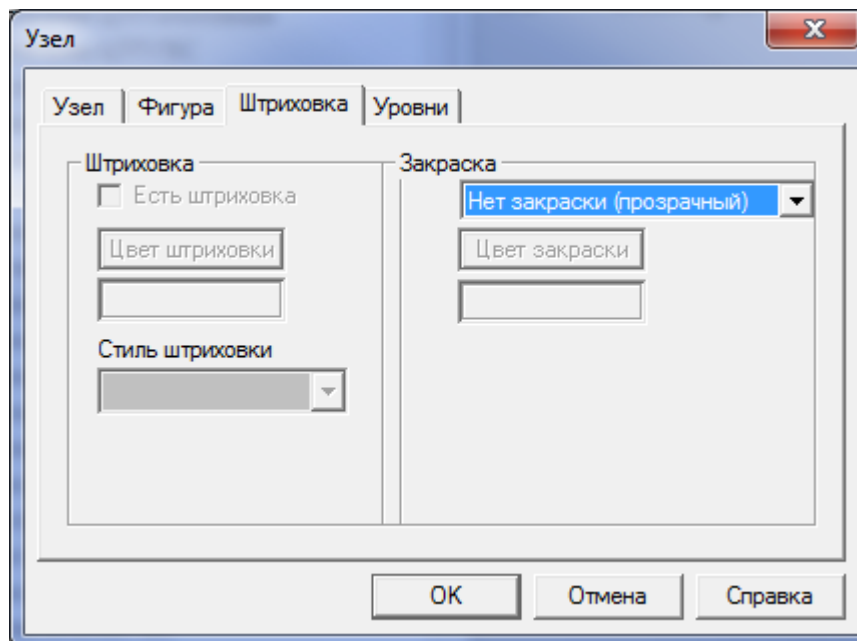 Узел
Узел Фигура Штриховка Уровни
Штриховка Закраска
Есть штриховка Нет закраски (прозрачный)
Цвет штриховки Цвет закраски
Стиль штриховки
OK Отмена Справка